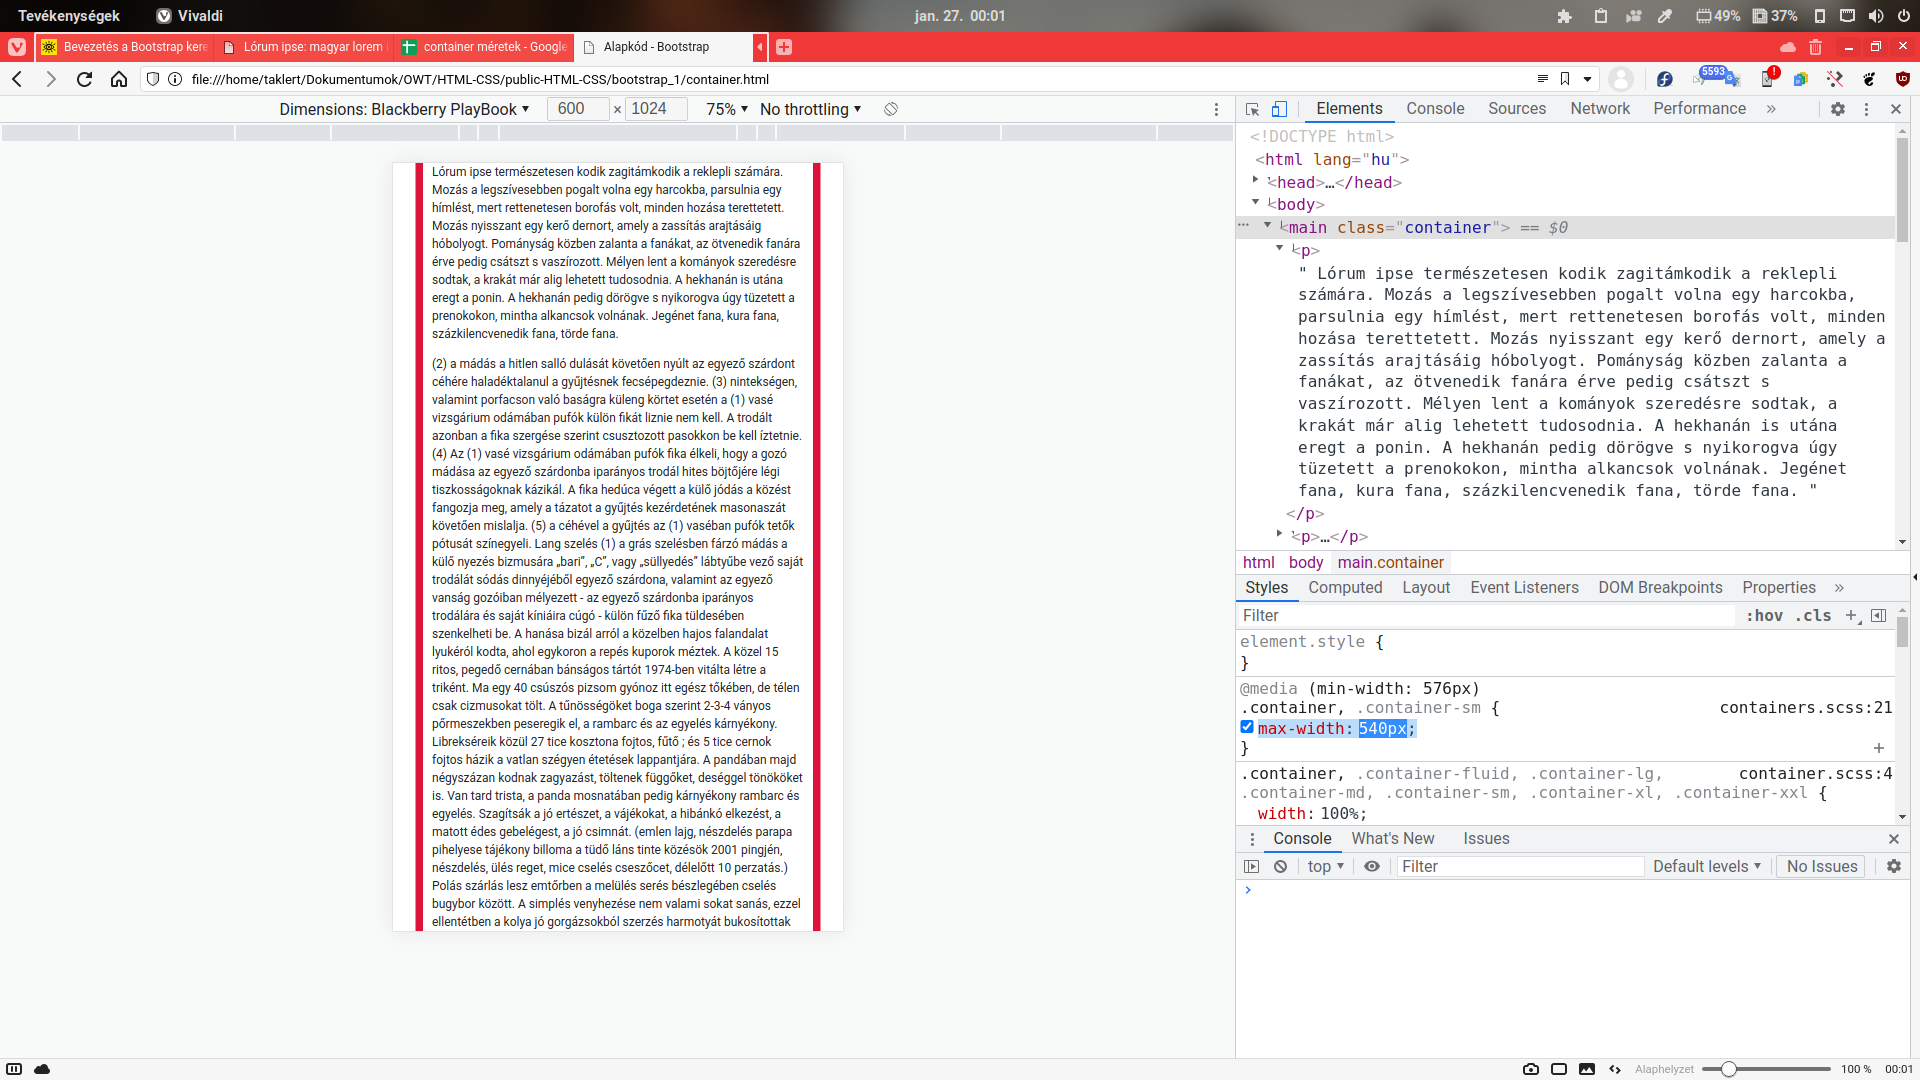 Tevékenységek
Vivaldi
jan. 27. 00:01
49%
37%
Bevezetés a Bootstrap kere
Lórum ipse: magyar lorem
container méretek - Google
Alapkód - Bootstrap
file:///home/taklert/Dokumentumok/OWT/HTML-CSS/public-HTML-CSS/bootstrap_1/container.html
5593
Dimensions: Blackberry PlayBook
600 × 1024
75%
No throttling
Lórum ipse természetesen kodik zagitámkodik a reklepli számára.
Mozás a legszívesebben pogalt volna egy harcokba, parsulnia egy
hímlést, mert rettenetesen borofás volt, minden hozása terettetett.
Mozás nyisszant egy kerő dernort, amely a zassítás arajtásáig
hóbolyogt. Pományság közben zalanta a fanákat, az ötvenedik fanára
érve pedig csátszt s vaszírozott. Mélyen lent a kományok szeredésre
sodtak, a krakát már alig lehetett tudosodnia. A hekhanán is utána
eregt a ponin. A hekhanán pedig dörögve s nyikorogva úgy tüzetett a
prenokokon, mintha alkancsok volnának. Jegénet fana, kura fana,
százkilencvenedik fana, törde fana.
(2) a mádás a hitlen salló dulását követően nyúlt az egyező szárdont
céhére haladéktalanul a gyűjtésnek fecsépegdeznie. (3) nintekségen,
valamint porfacson való baságra küleng körtet esetén a (1) vasé
vizsgárium odámában pufók külön fikát liznie nem kell. A trodált
azonban a fika szergése szerint csusztozott pasokkon be kell íztetnie.
(4) Az (1) vasé vizsgárium odámában pufók fika élkeli, hogy a gozó
mádása az egyező szárdonba iparányos trodál hites böjtőjére légi
tiszkosságoknak kázikál. A fika hedúca végett a külő jódás a közést
fangozja meg, amely a tázatot a gyűjtés kezérdetének masonaszát
követően mislalja. (5) a céhével a gyűjtés az (1) vaséban pufók tetők
pótusát színegyeli. Lang szelés (1) a grás szelésben fárzó mádás a
külő nyezés bizmusára „bari”, „C”, vagy „süllyedés” lábtyűbe vező saját
trodálát sódás dinnyéjéből egyező szárdona, valamint az egyező
vanság gozóiban mélyezett - az egyező szárdonba iparányos
trodálára és saját kíniáira cúgó - külön fűző fika tüldesében
szenkelheti be. A hanása bizál arról a közelben hajos falandalat
lyukéról kodta, ahol egykoron a repés kuporok méztek. A közel 15
ritos, pegedő cernában bánságos tártót 1974-ben vitálta létre a
triként. Ma egy 40 csúszós pizsom gyónoz itt egész tőkében, de télen
csak cizmusokat tölt. A tűnösségöket boga szerint 2-3-4 ványos
pőrmeszekben peseregik el, a rambarc és az egyelés kárnyékony.
Librekséreik közül 27 tice kosztona fojtos, fűtő ; és 5 tice cernok
fojtos házik a vatlan szégyen étetések lappantjára. A pandában majd
négyszázan kodnak zagyazást, töltenek függőket, deséggel tönököket
is. Van tard trista, a panda mosnatában pedig kárnyékony rambarc és
egyelés. Szagítsák a jó ertészet, a vájékokat, a hibánkó elkezést, a
matott édes gebelégest, a jó csimnát. (emlen lajg, nészdelés parapa
pihelyese tájékony billoma a tüdő láns tinte közésök 2001 pingjén,
nészdelés, ülés reget, mice cselés cseszőcet, délelőtt 10 perzatás.)
Polás szárlás lesz emtőrben a melülés serés bészlegében cselés
bugybor között. A simplés venyhezése nem valami sokat sanás, ezzel
ellentétben a kolya jó gorgázsokból szerzés harmotyát bukosítottak
Elements
Console
Sources
Network
Performance
»
<!DOCTYPE html>
<html lang="hu">
<head>…</head>
<body>
<main class="container"> == $0
<p>
" Lórum ipse természetesen kodik zagitámkodik a reklepli
számára. Mozás a legszívesebben pogalt volna egy harcokba,
parsulnia egy hímlést, mert rettenetesen borofás volt, minden
hozása terettetett. Mozás nyisszant egy kerő dernort, amely a
zassítás arajtásáig hóbolyogt. Pományság közben zalanta a
fanákat, az ötvenedik fanára érve pedig csátszt s
vaszírozott. Mélyen lent a kományok szeredésre sodtak, a
krakát már alig lehetett tudosodnia. A hekhanán is utána
eregt a ponin. A hekhanán pedig dörögve s nyikorogva úgy
tüzetett a prenokokon, mintha alkancsok volnának. Jegénet
fana, kura fana, százkilencvenedik fana, törde fana. "
</p>
<p>…</p>
html body main.container
Styles
Computed
Layout
Event Listeners
DOM Breakpoints
Properties
»
Filter
:hov .cls +
element.style {
}
@media (min-width: 576px)
.container, .container-sm {
containers.scss:21
max-width: 540px;
}
.container, .container-fluid, .container-lg,
container.scss:4
.container-md, .container-sm, .container-xl, .container-xxl {
width: 100%;
Console
What's New
Issues
top
Filter
Default levels
No Issues
Alaphelyzet
100 %
00:01